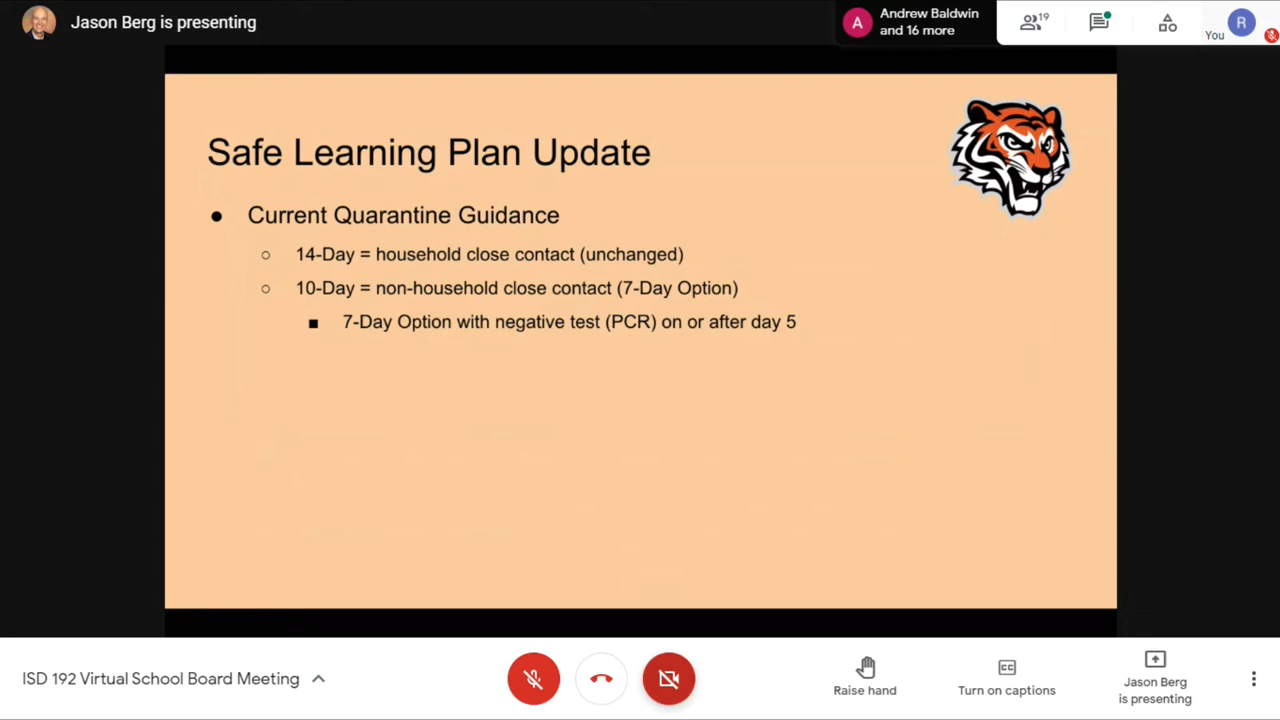 Jason Berg is presenting
A
Andrew Baldwin
and 16 more
19
You
R
Safe Learning Plan Update
● Current Quarantine Guidance
○ 14-Day = household close contact (unchanged)
○ 10-Day = non-household close contact (7-Day Option)
■ 7-Day Option with negative test (PCR) on or after day 5
ISD 192 Virtual School Board Meeting
Raise hand
CC
Turn on captions
Jason Berg
is presenting